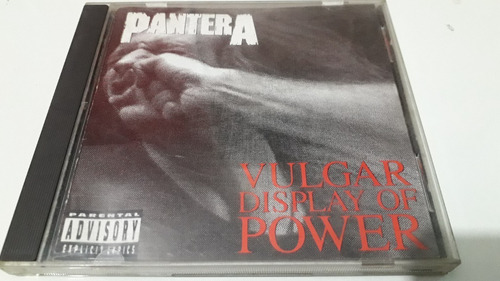 PANTERA
VULGAR
DISPLAY OF
POWER
PARENTAL
ADVISORY
EXPLICIT LYRICS